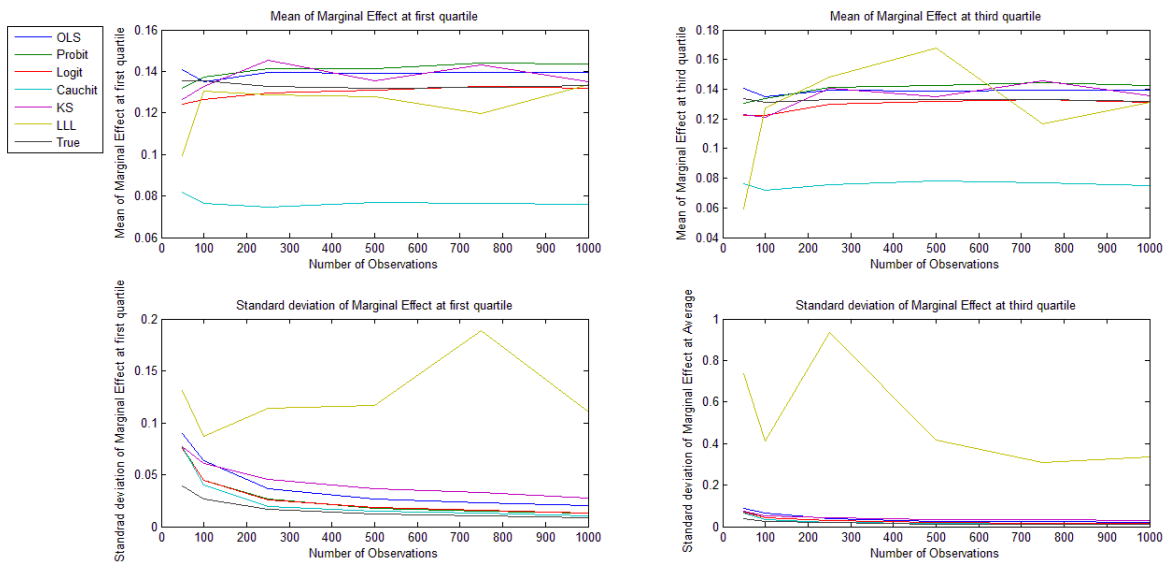 OLS
Probit
Logit
Cauchit
KS
LLL
True
Mean of Marginal Effect at first quartile
Mean of Marginal Effect at first quartile
0.16
0.14
0.12
0.1
0.08
0.06
0 100 200 300 400 500 600 700 800 900 1000
Number of Observations
Mean of Marginal Effect at third quartile
Mean of Marginal Effect at third quartile
0.18
0.16
0.14
0.12
0.1
0.08
0.06
0.04
0 100 200 300 400 500 600 700 800 900 1000
Number of Observations
Standard deviation of Marginal Effect at first quartile
Standrad deviation of Marginal Effect at first quartile
0.2
0.15
0.1
0.05
0
0 100 200 300 400 500 600 700 800 900 1000
Number of Observations
Standard deviation of Marginal Effect at third quartile
Standard deviation of Marginal Effect at Average
1
0.8
0.6
0.4
0.2
0
0 100 200 300 400 500 600 700 800 900 1000
Number of Observations